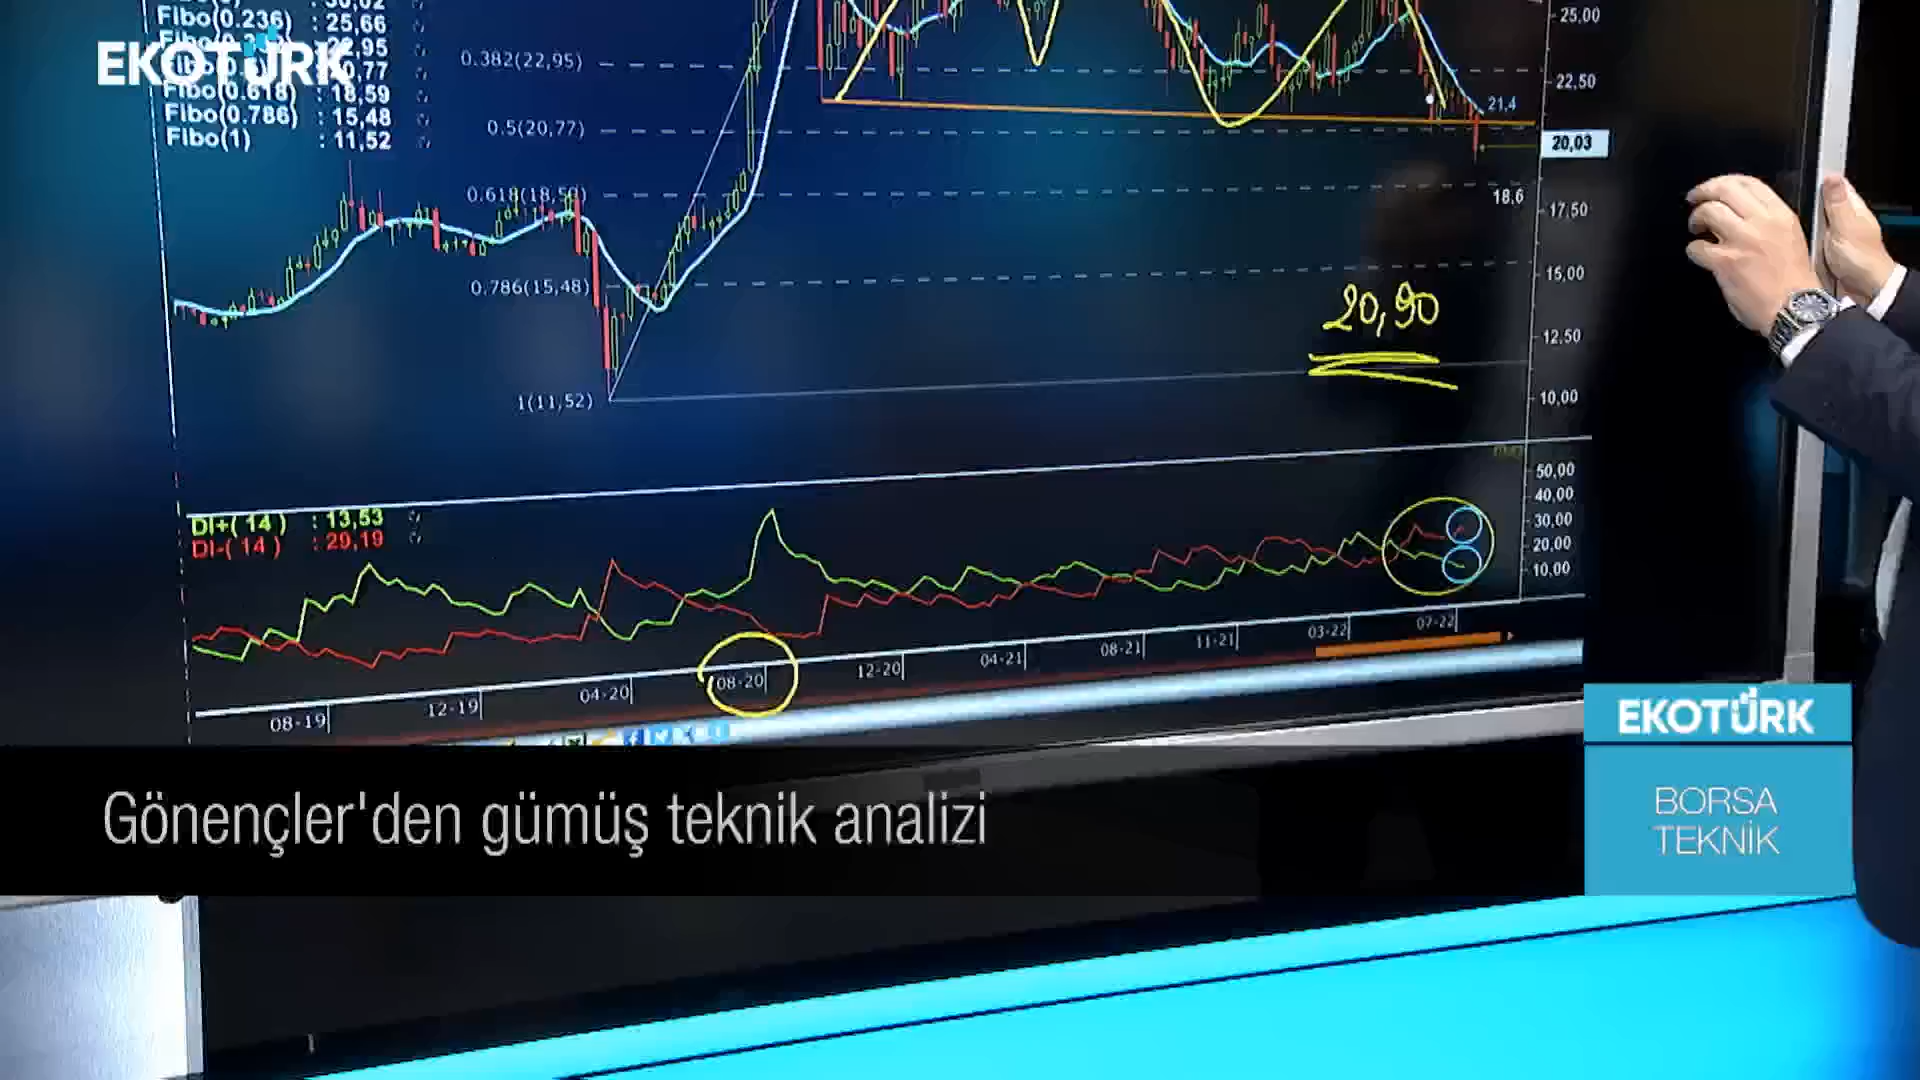 Fibo(0.236) : 25,66
22,95
20,77
Fibo(0.618) : 18,59
Fibo(0.786) : 15,48
Fibo(1) : 11,52
EKOTÜRK
0.382(22,95)
0.5(20,77)
0.618(18,59)
0.786(15,48)
1(11,52)
25,00
22,50
21,4
20,03
18,6
17,50
15,00
12,50
10,00
20,90
DI+( 14 ) : 13,53
DI-( 14 ) : 29,19
50,00
40,00
30,00
20,00
10,00
08-19
12-19
04-20
08-20
12-20
04-21
08-21
11-21
03-22
07-22
EKOTÜRK
BORSA
TEKNİK
Gönençler'den gümüş teknik analizi